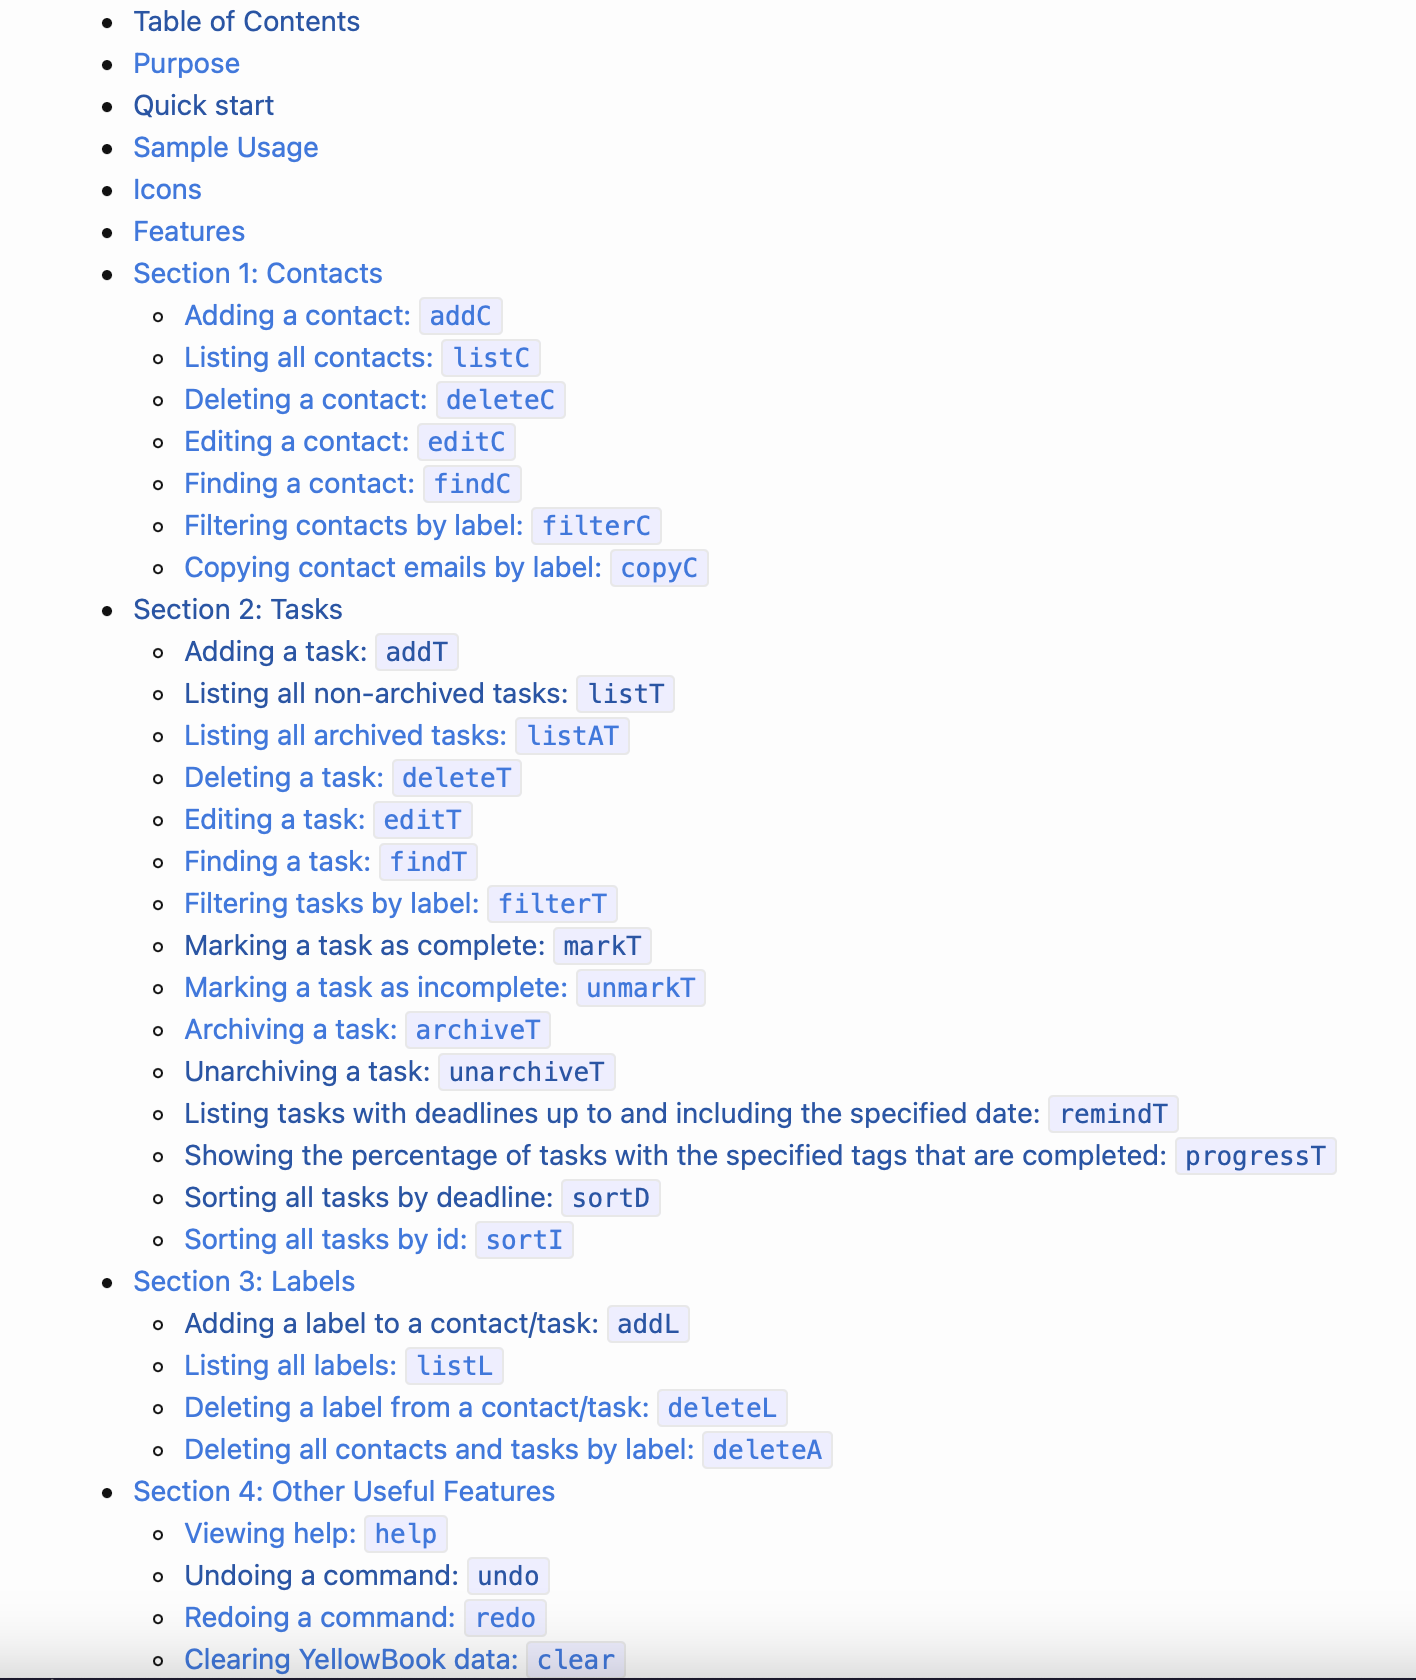 Table of Contents
Purpose
Quick start
Sample Usage
Icons
Features
Section 1: Contacts
Adding a contact: addC
Listing all contacts: listC
Deleting a contact: deleteC
Editing a contact: editC
Finding a contact: findC
Filtering contacts by label: filterC
Copying contact emails by label: copyC
Section 2: Tasks
Adding a task: addT
Listing all non-archived tasks: listT
Listing all archived tasks: listAT
Deleting a task: deleteT
Editing a task: editT
Finding a task: findT
Filtering tasks by label: filterT
Marking a task as complete: markT
Marking a task as incomplete: unmarkT
Archiving a task: archiveT
Unarchiving a task: unarchiveT
Listing tasks with deadlines up to and including the specified date: remindT
Showing the percentage of tasks with the specified tags that are completed: progressT
Sorting all tasks by deadline: sortD
Sorting all tasks by id: sortI
Section 3: Labels
Adding a label to a contact/task: addL
Listing all labels: listL
Deleting a label from a contact/task: deleteL
Deleting all contacts and tasks by label: deleteA
Section 4: Other Useful Features
Viewing help: help
Undoing a command: undo
Redoing a command: redo
Clearing YellowBook data: clear